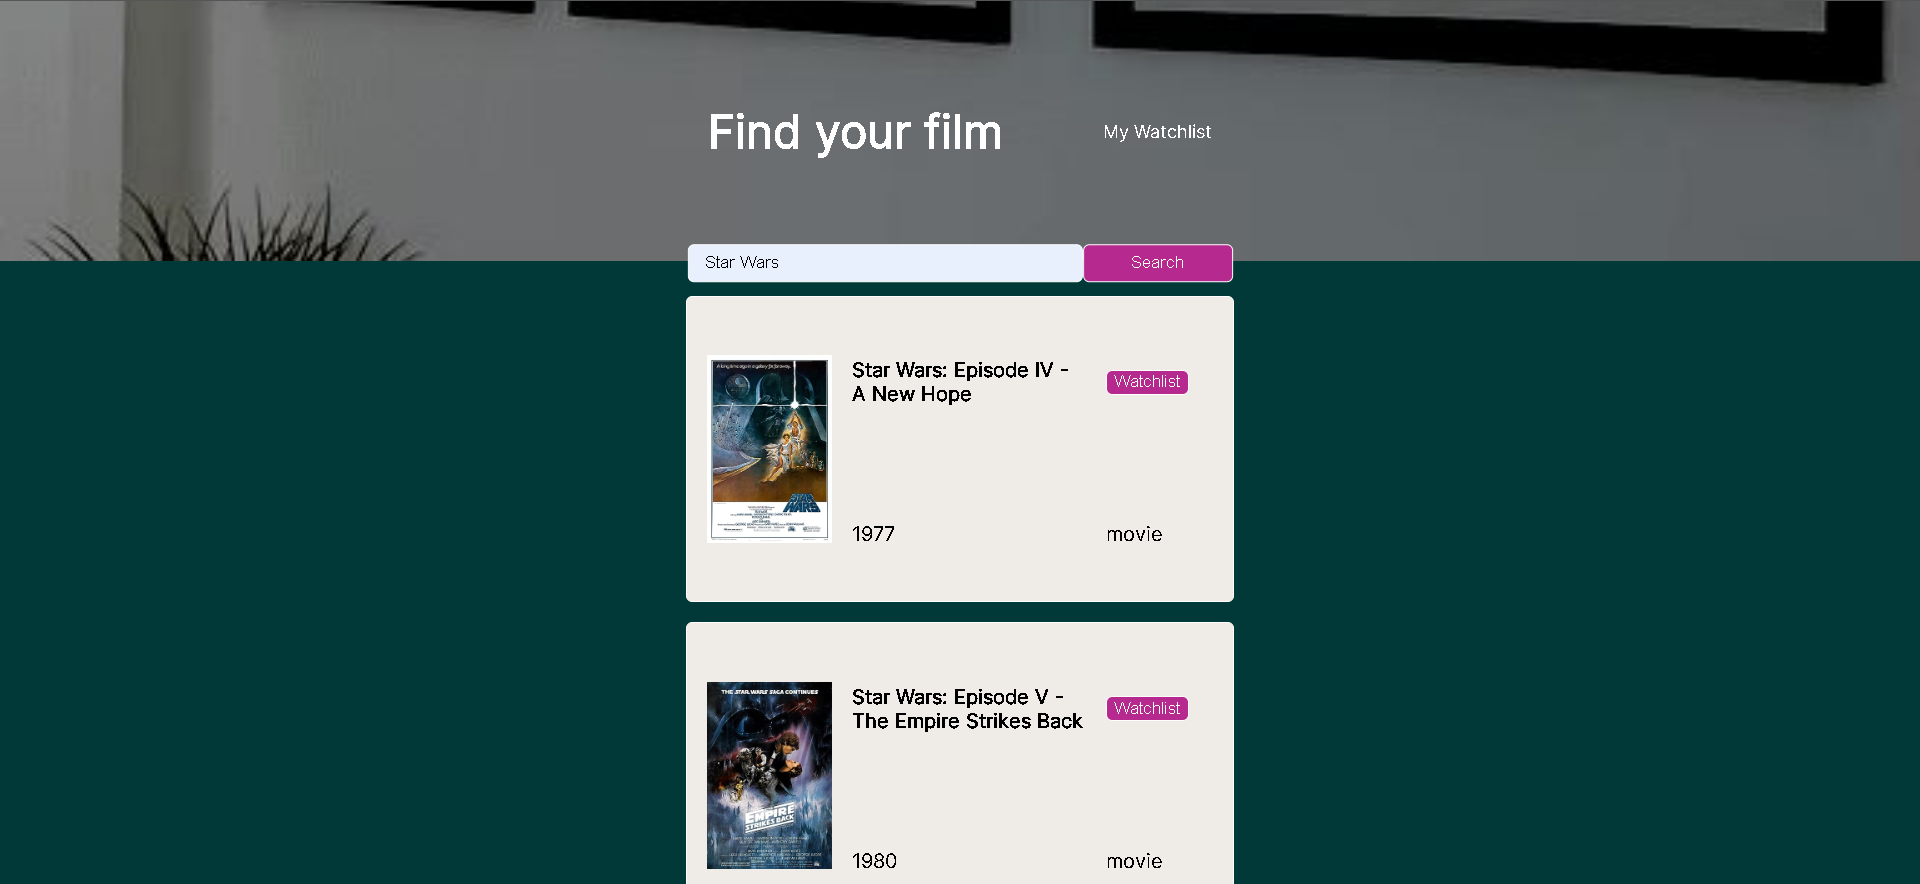 Find your film
My Watchlist
Star Wars
Search
A long time ago in a galaxy far, far away...
STAR
WARS
Star Wars: Episode IV -
A New Hope
Watchlist
1977
movie
THE STAR WARS SAGA CONTINUES
EMPIRE
STRIKES BACK
Star Wars: Episode V -
The Empire Strikes Back
Watchlist
1980
movie